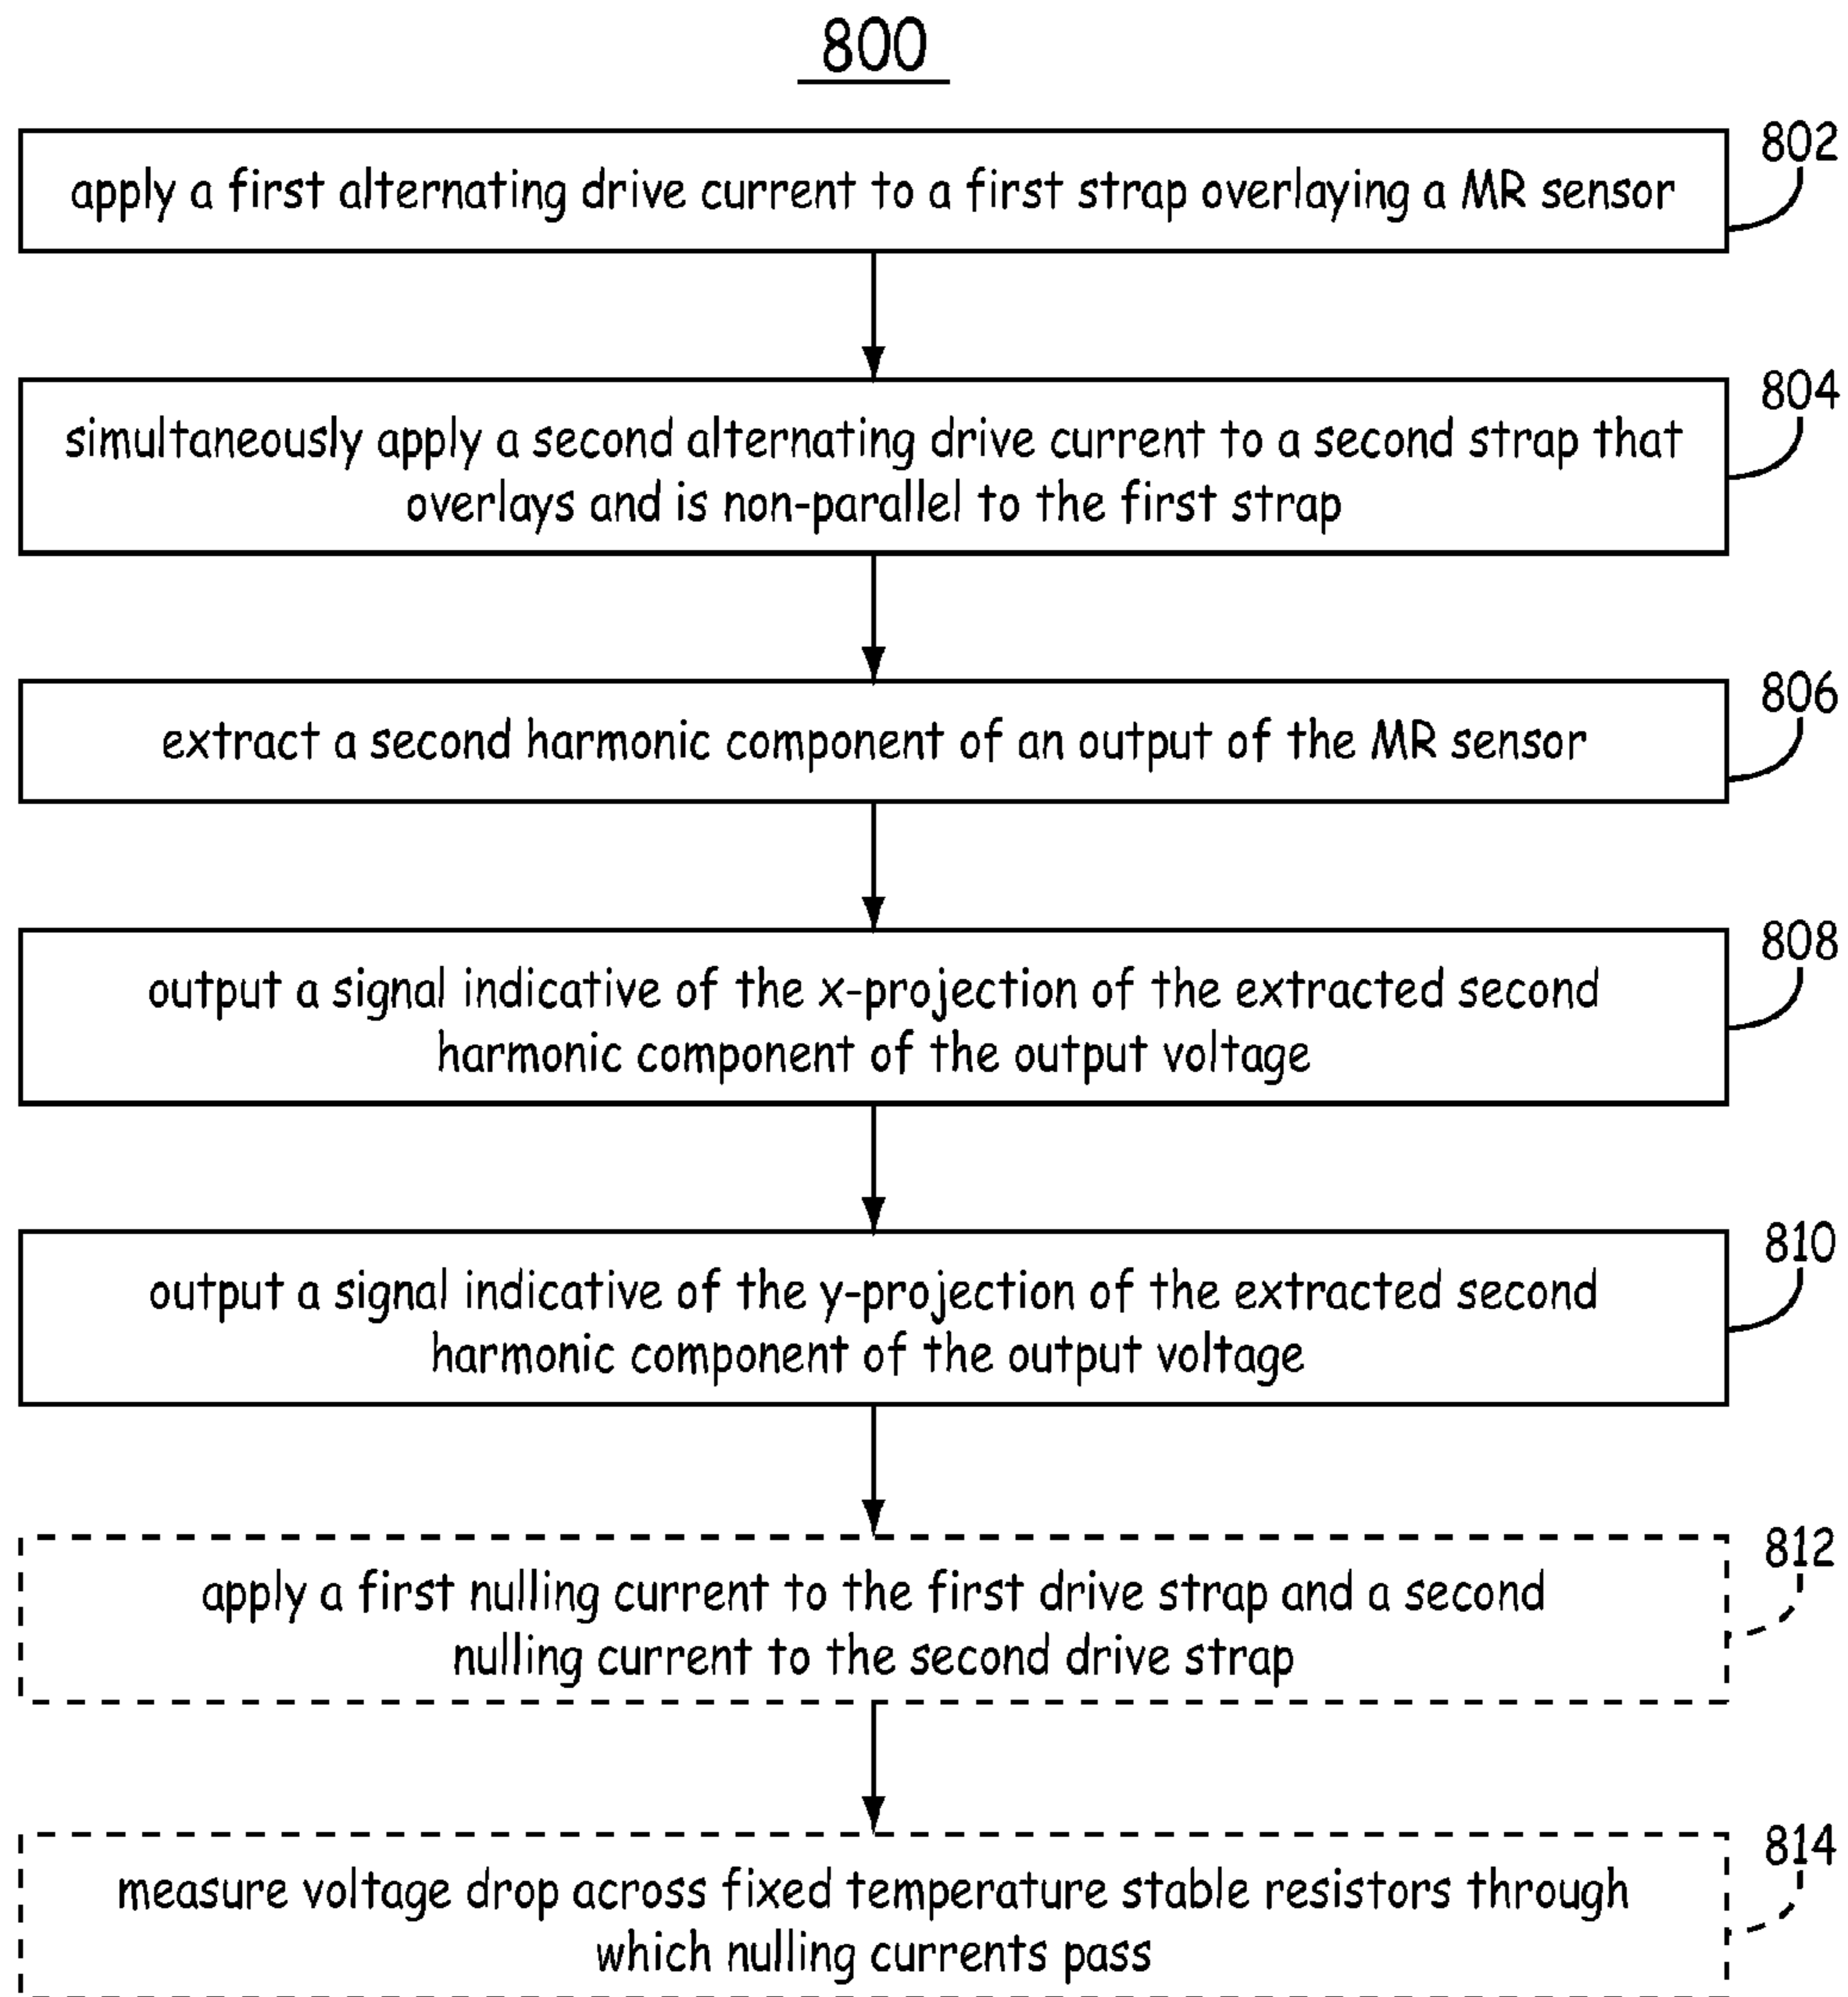 800
802
apply a first alternating drive current to a first strap overlaying a MR sensor
804
simultaneously apply a second alternating drive current to a second strap that
overlays and is non-parallel to the first strap
806
extract a second harmonic component of an output of the MR sensor
808
output a signal indicative of the x-projection of the extracted second
harmonic component of the output voltage
810
output a signal indicative of the y-projection of the extracted second
harmonic component of the output voltage
812
apply a first nulling current to the first drive strap and a second
nulling current to the second drive strap
814
measure voltage drop across fixed temperature stable resistors through
which nulling currents pass